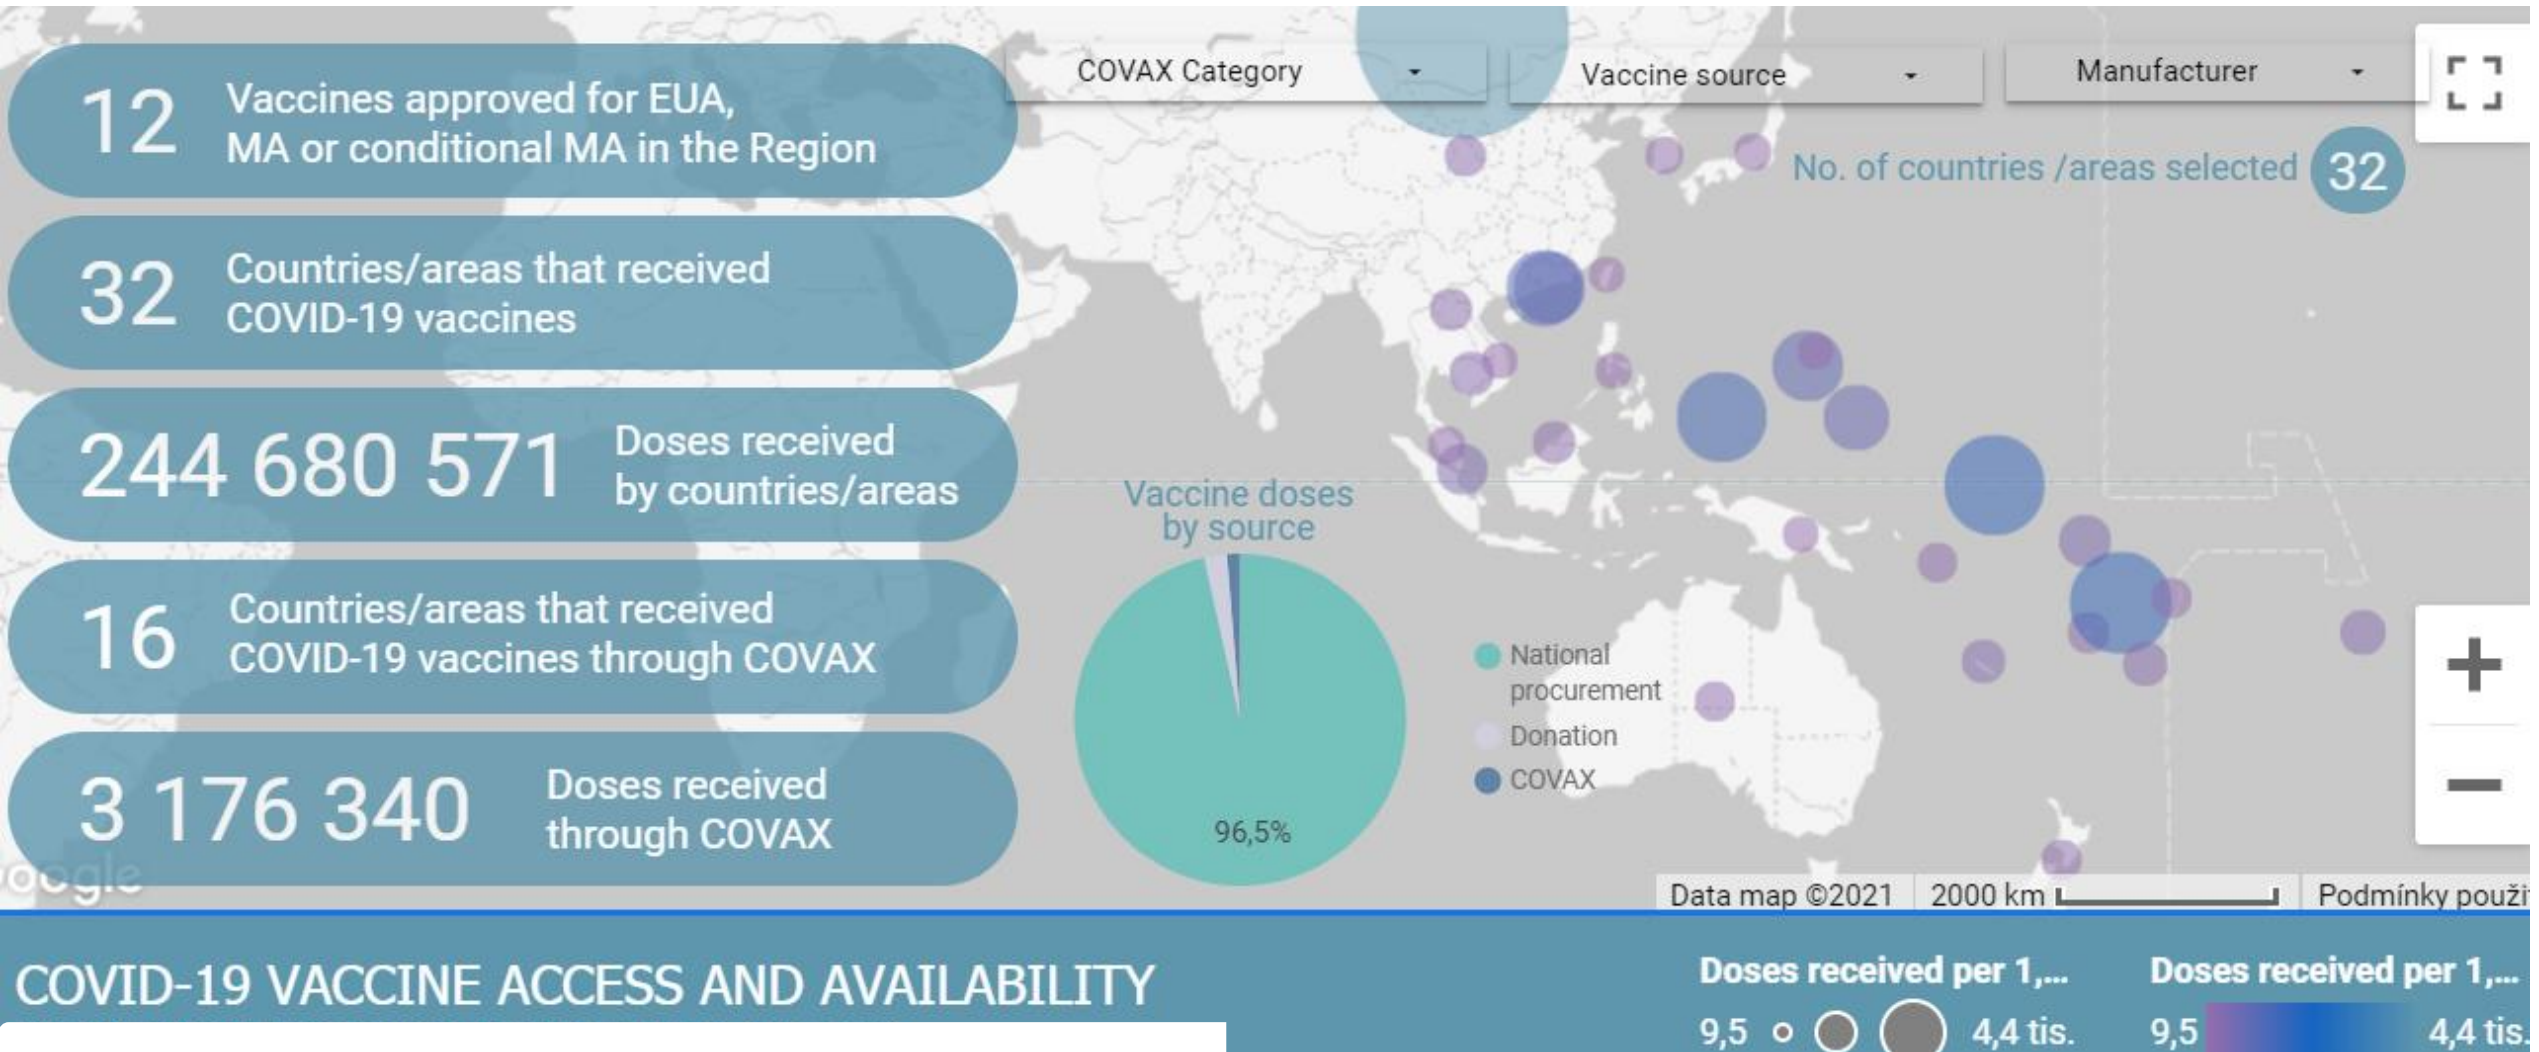 12 Vaccines approved for EUA,
MA or conditional MA in the Region
32 Countries/areas that received
COVID-19 vaccines
244 680 571 Doses received
by countries/areas
16 Countries/areas that received
COVID-19 vaccines through COVAX
3 176 340 Doses received
through COVAX
COVAX Category
Vaccine source
Manufacturer
No. of countries /areas selected 32
Vaccine doses
by source
96,5%
National
procurement
Donation
COVAX
Data map ©2021
2000 km
Podmínky
COVID-19 VACCINE ACCESS AND AVAILABILITY
Doses received per 1,...
9,5
4,4 tis.
Doses received per 1,...
9,5
4,4 tis.